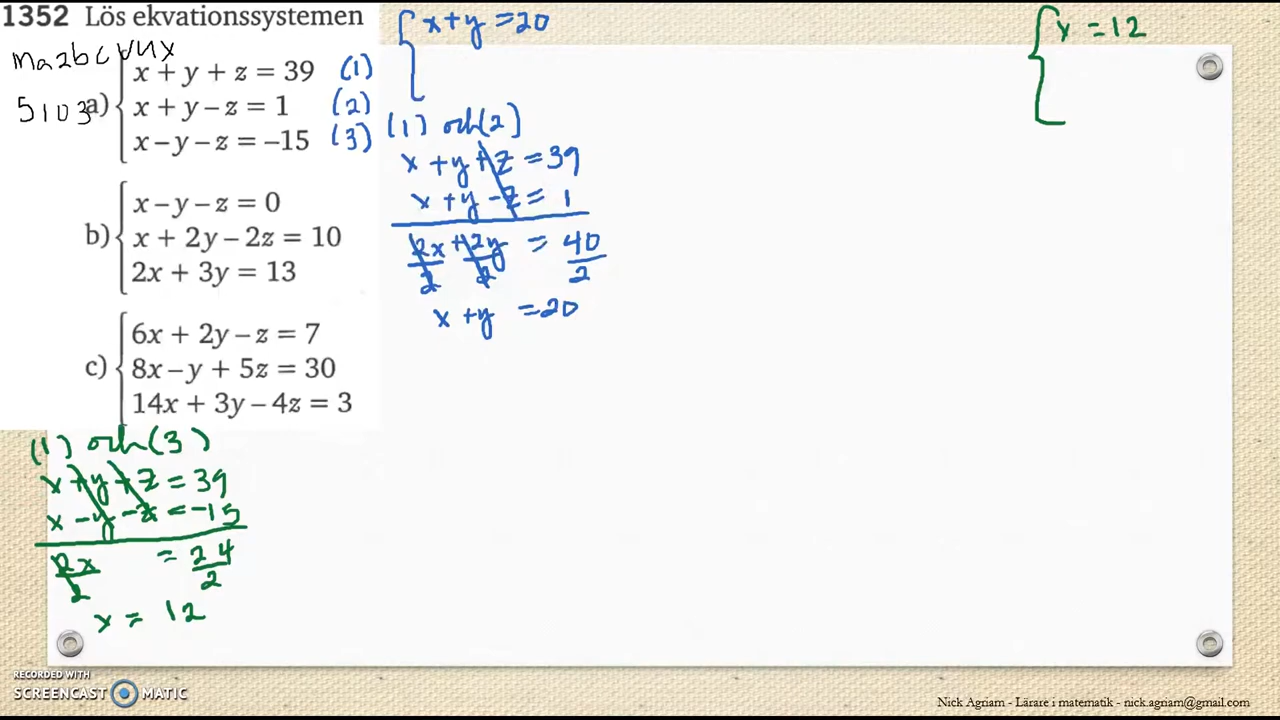 1352 Lös ekvationssystemen
Ma2bc VUX
5103
a) x + y + z = 39 (1)
x + y – z = 1 (2)
x – y – z = –15 (3)
b) x – y – z = 0
x + 2y – 2z = 10
2x + 3y = 13
c) 6x + 2y – z = 7
8x – y + 5z = 30
14x + 3y – 4z = 3
(1) och (3)
x + y + z = 39
x – y – z = –15
2x/2 = 24/2
x = 12
x + y = 20
(1) och (2)
x + y + z = 39
x + y – z = 1
2x/2 + 2y/2 = 40/2
x + y = 20
x = 12
RECORDED WITH
SCREENCAST MATIC
Nick Agriam - Lärare i matematik - nick.agriam@gmail.com